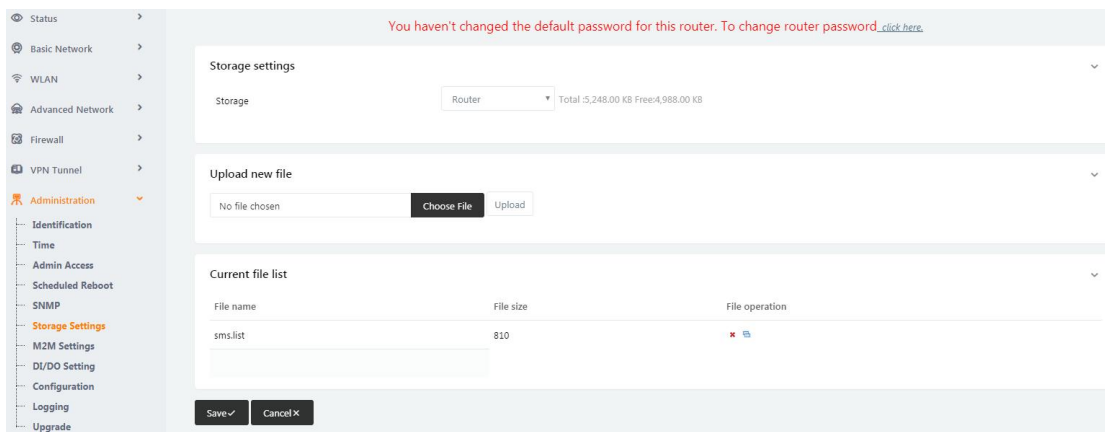 Status
Basic Network
WLAN
Advanced Network
Firewall
VPN Tunnel
Administration
Identification
Time
Admin Access
Scheduled Reboot
SNMP
Storage Settings
M2M Settings
DI/DO Setting
Configuration
Logging
Upgrade
You haven't changed the default password for this router. To change router password click here.
Storage settings
Storage Router Total :5,248.00 KB Free:4,988.00 KB
Upload new file
No file chosen Choose File Upload
Current file list
File name File size File operation
sms.list 810
Save Cancel